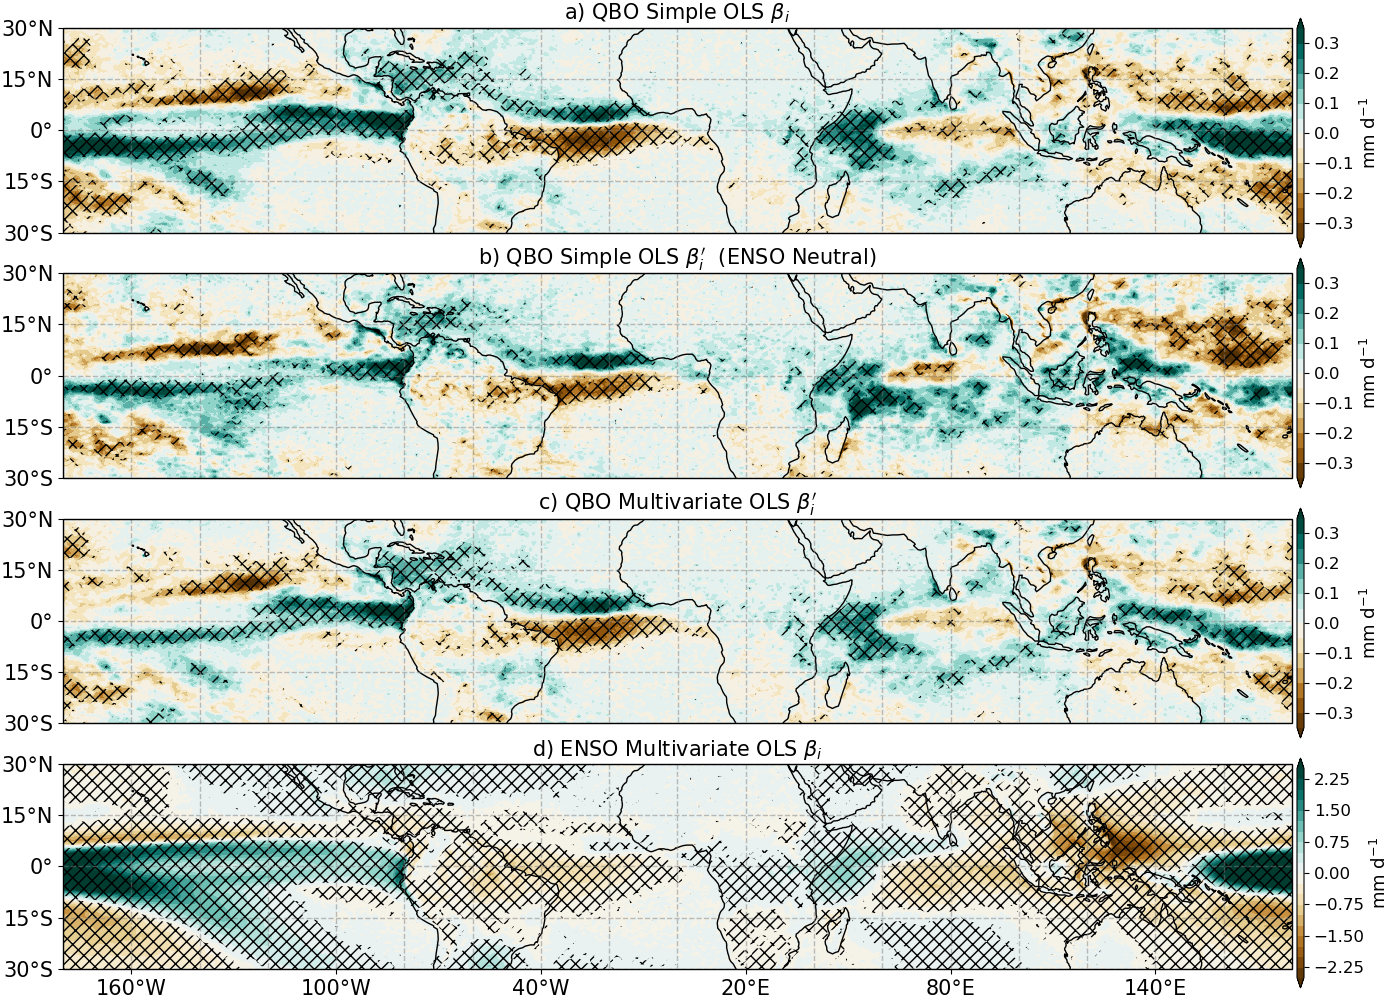 a) QBO Simple OLS βᵢ
30°N
15°N
0°
15°S
30°S
0.3
0.2
0.1
0.0
−0.1
−0.2
−0.3
mm d⁻¹
b) QBO Simple OLS β′ᵢ (ENSO Neutral)
30°N
15°N
0°
15°S
30°S
0.3
0.2
0.1
0.0
−0.1
−0.2
−0.3
mm d⁻¹
c) QBO Multivariate OLS β′ᵢ
30°N
15°N
0°
15°S
30°S
0.3
0.2
0.1
0.0
−0.1
−0.2
−0.3
mm d⁻¹
d) ENSO Multivariate OLS βᵢ
30°N
15°N
0°
15°S
30°S
2.25
1.50
0.75
0.00
−0.75
−1.50
−2.25
mm d⁻¹
160°W 100°W 40°W 20°E 80°E 140°E